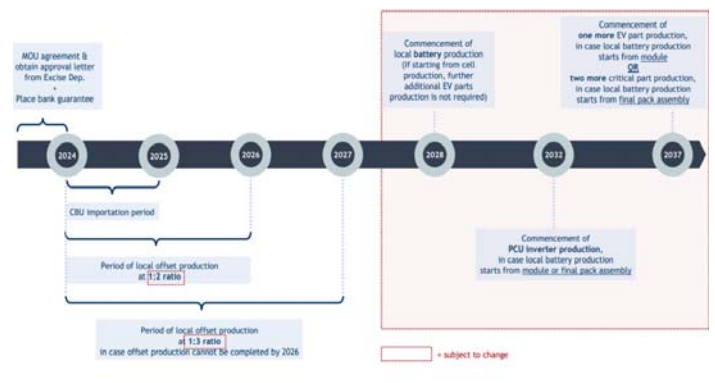 MOU agreement &
obtain approval letter
from Excise Dep.
+
Place bank guarantee
Commencement of
local battery production
(If starting from cell
production, further
additional EV parts
production is not required)
Commencement of
one more EV part production,
in case local battery production
starts from module
OR
two more critical part production,
in case local battery production
starts from final pack assembly
2024
2025
2026
2027
2028
2032
2037
CBU importation period
Period of local offset production
at 1:2 ratio
Period of local offset production
at 1:3 ratio
in case offset production cannot be completed by 2026
Commencement of
PCU inverter production,
in case local battery production
starts from module or final pack assembly
= subject to change